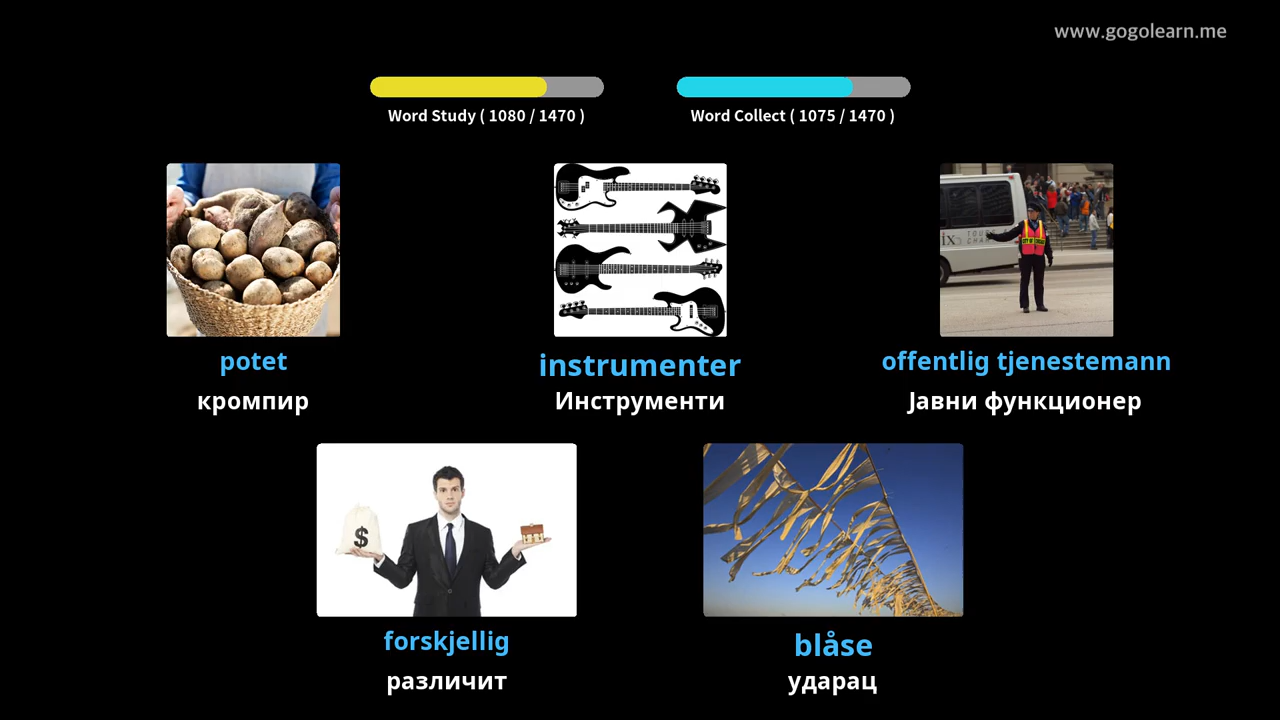 www.gogolearn.me
Word Study ( 1080 / 1470 )
Word Collect ( 1075 / 1470 )
potet
instrumenter
offentlig tjenestemann
кромпир
Инструменти
Јавни функционер
$
forskjellig
blåse
различит
ударац